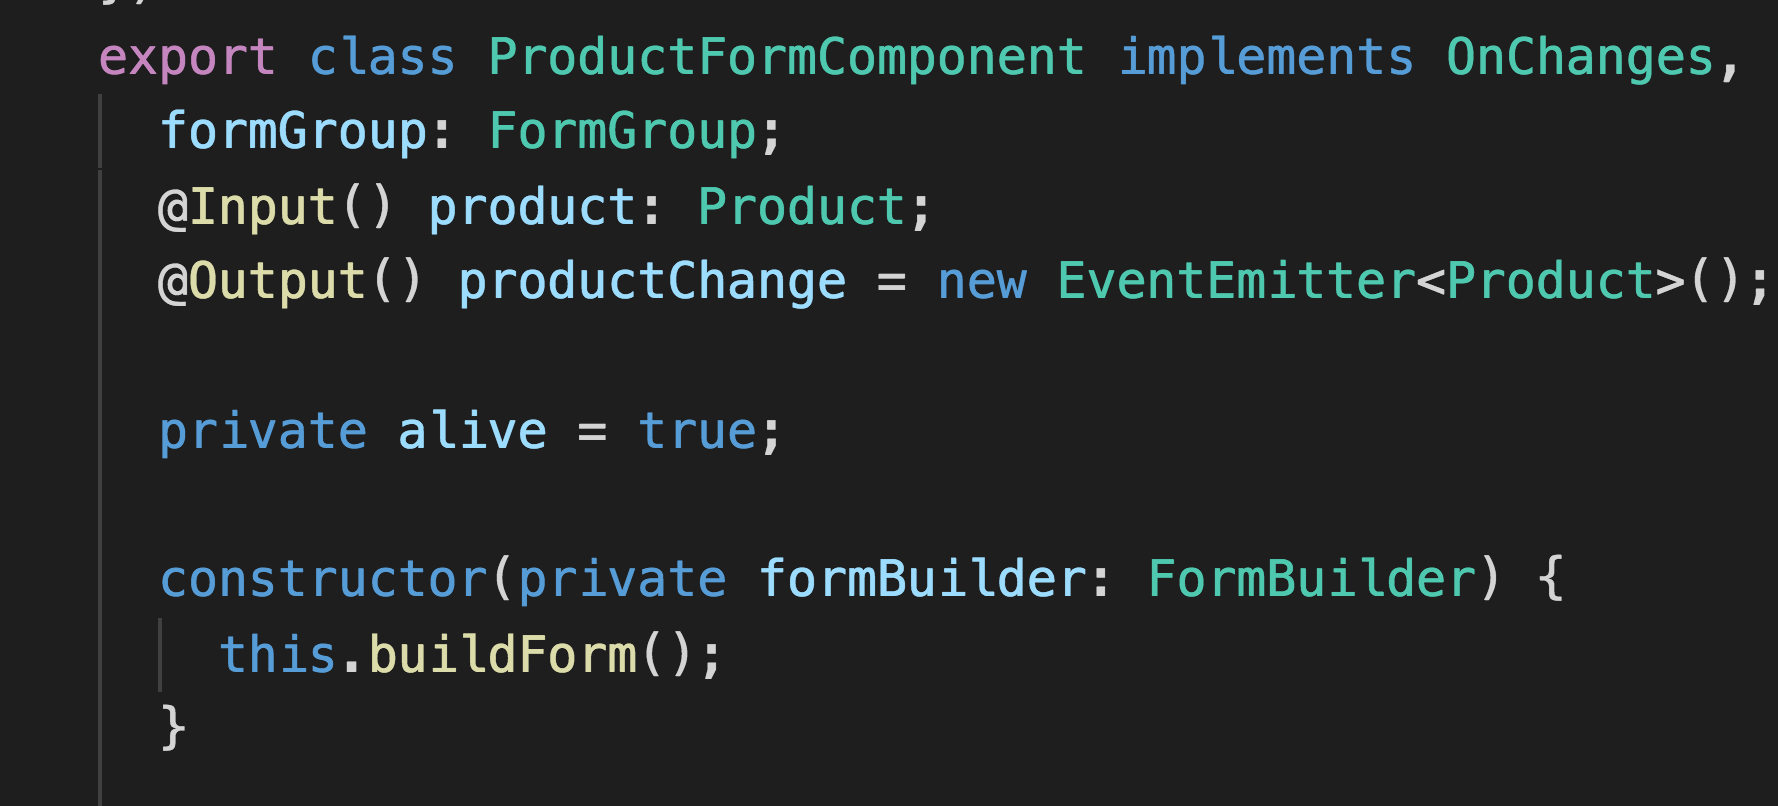 export class ProductFormComponent implements OnChanges,
formGroup: FormGroup;
@Input() product: Product;
@Output() productChange = new EventEmitter<Product>();
private alive = true;
constructor(private formBuilder: FormBuilder) {
this.buildForm();
}